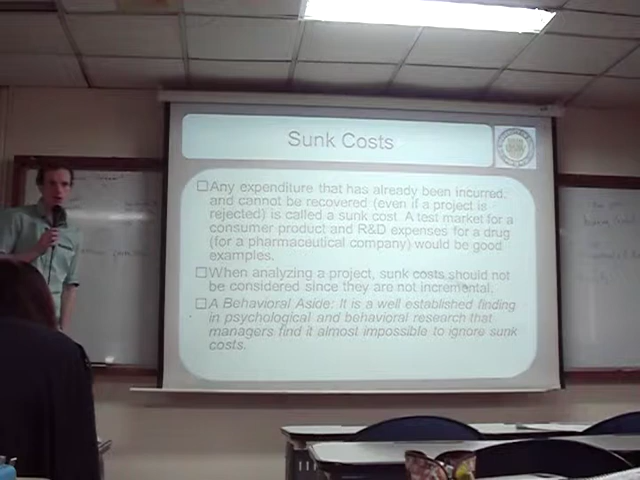 Sunk Costs
Any expenditure that has already been incurred,
and cannot be recovered (even if a project is
rejected) is called a sunk cost. A test market for a
consumer product and R&D expenses for a drug
(for a pharmaceutical company) would be good
examples.
When analyzing a project, sunk costs should not
be considered since they are not incremental.
A Behavioral Aside: It is a well established finding
in psychological and behavioral research that
managers find it almost impossible to ignore sunk
costs.